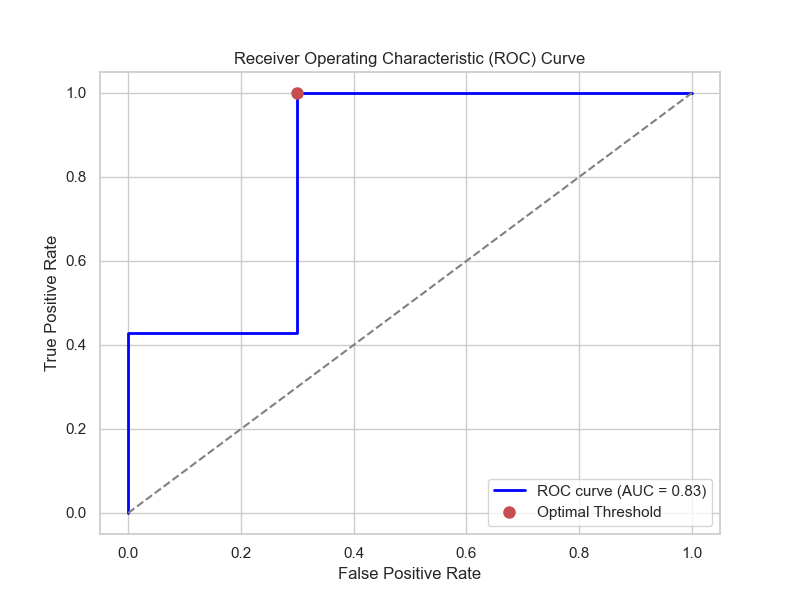 Receiver Operating Characteristic (ROC) Curve
True Positive Rate
1.0
0.8
0.6
0.4
0.2
0.0
ROC curve (AUC = 0.83)
Optimal Threshold
0.0 0.2 0.4 0.6 0.8 1.0
False Positive Rate